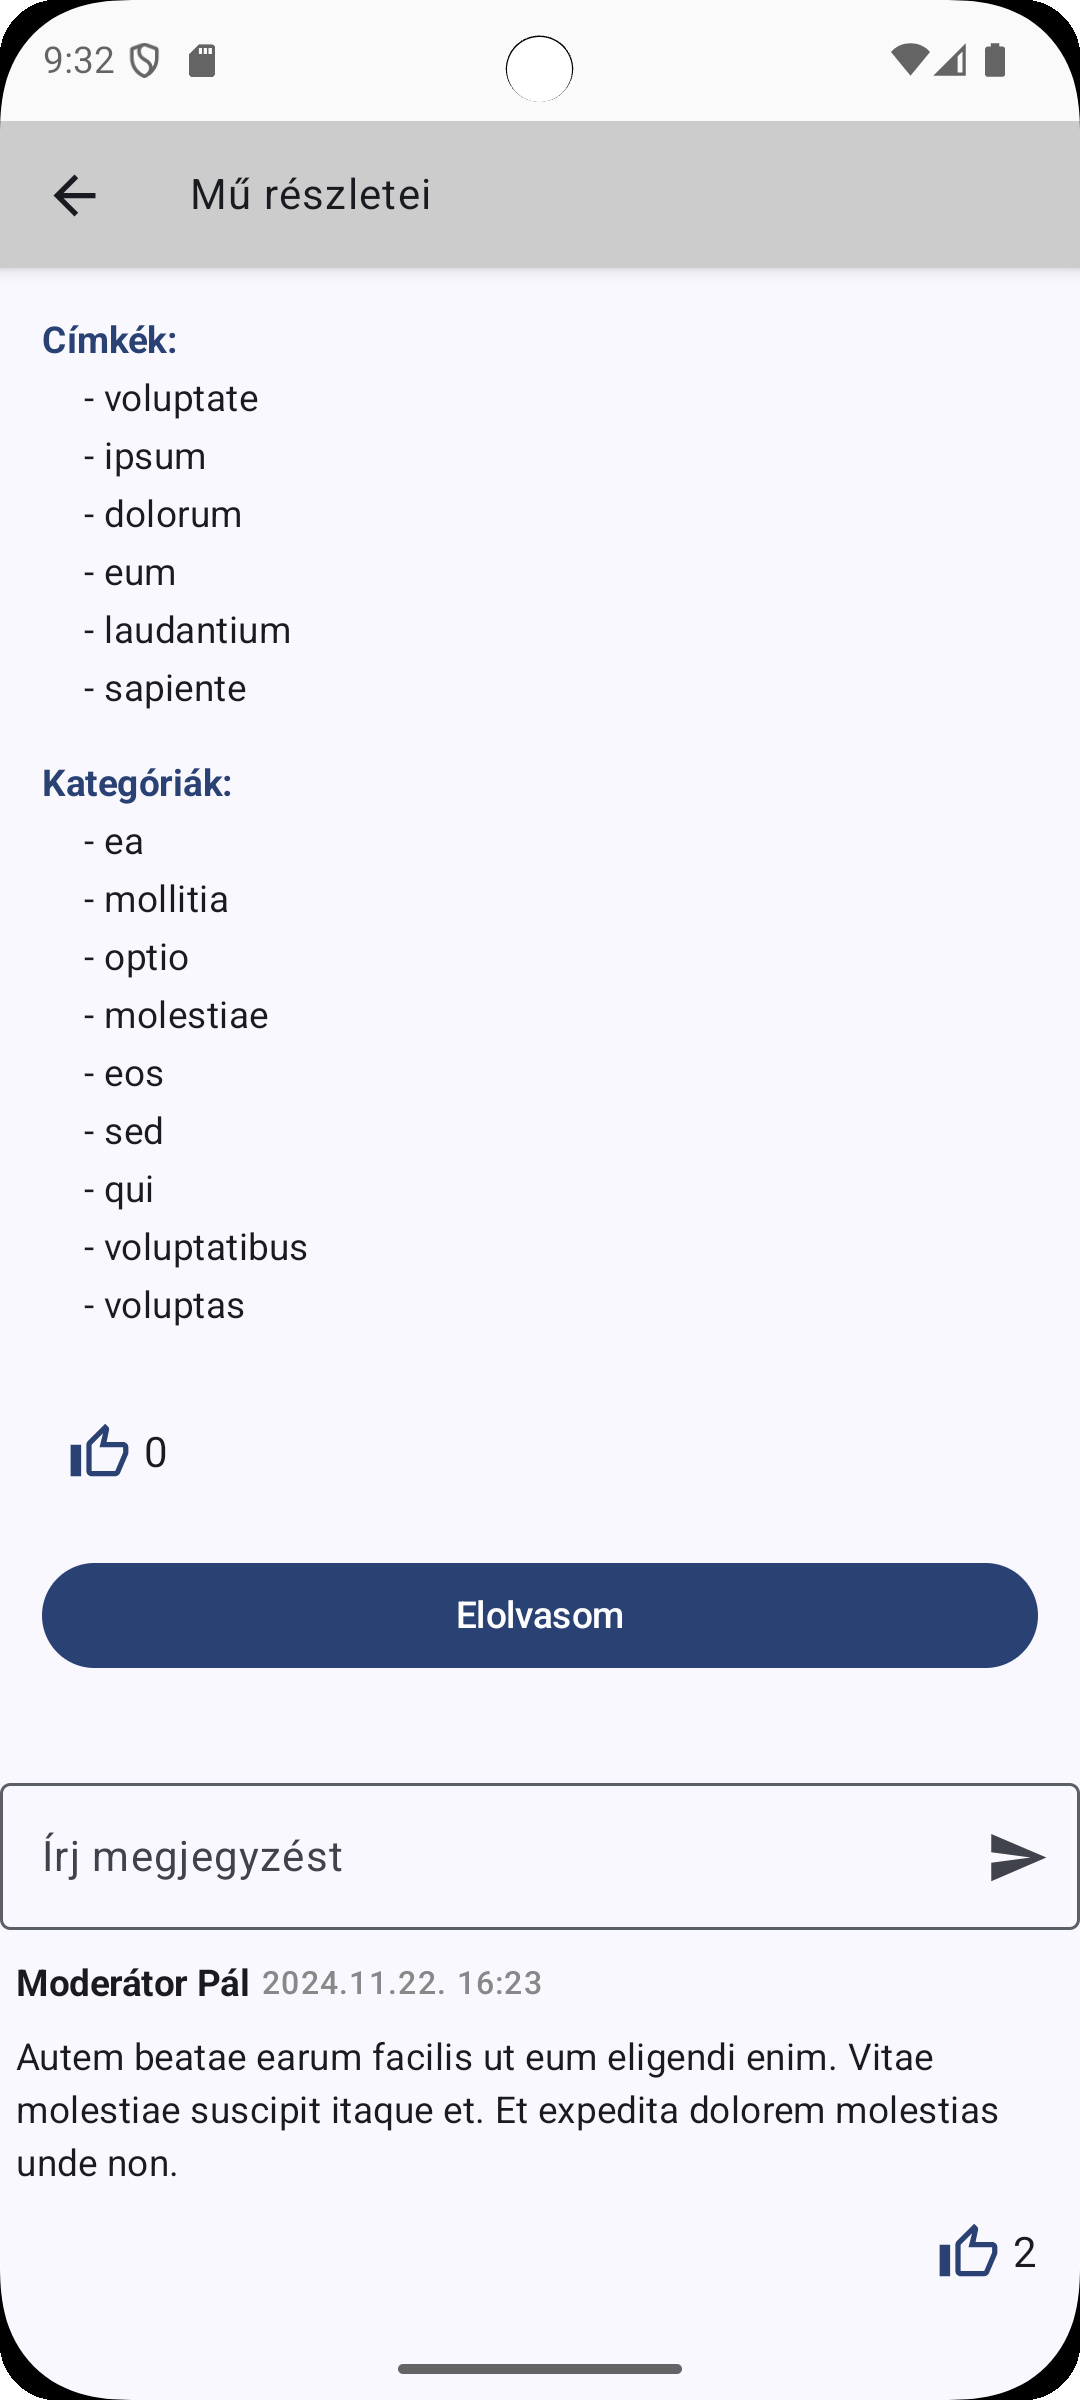 9:32
Mű részletei
Címkék:
- voluptate
- ipsum
- dolorum
- eum
- laudantium
- sapiente
Kategóriák:
- ea
- mollitia
- optio
- molestiae
- eos
- sed
- qui
- voluptatibus
- voluptas
0
Elolvasom
Írj megjegyzést
Moderátor Pál 2024.11.22. 16:23
Autem beatae earum facilis ut eum eligendi enim. Vitae
molestiae suscipit itaque et. Et expedita dolorem molestias
unde non.
2